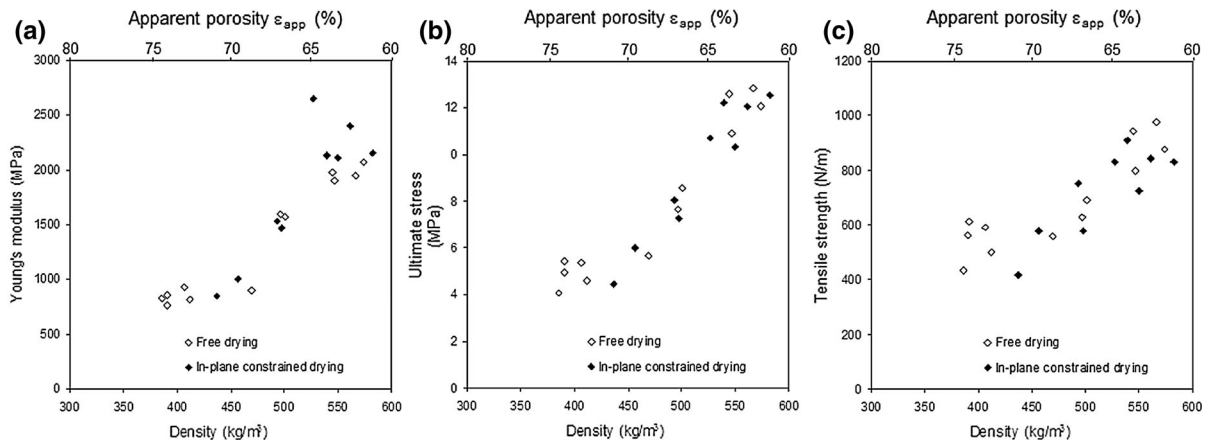 (a)
Apparent porosity ε_app (%)
80 75 70 65 60
3000
2500
2000
1500
1000
500
0
Young's modulus (MPa)
Free drying
In-plane constrained drying
300 350 400 450 500 550 600
Density (kg/m³)
(b)
Apparent porosity ε_app (%)
80 75 70 65 60
14
12
0
8
6
4
12
0
Ultimate stress
(MPa)
Free drying
In-plane constrained drying
300 350 400 450 500 550 600
Density (kg/m³)
(c)
Apparent porosity ε_app (%)
80 75 70 65 60
1200
1000
800
600
400
200
0
Tensile strength (N/m)
Free drying
In-plane constrained drying
300 350 400 450 500 550 600
Density (kg/m³)